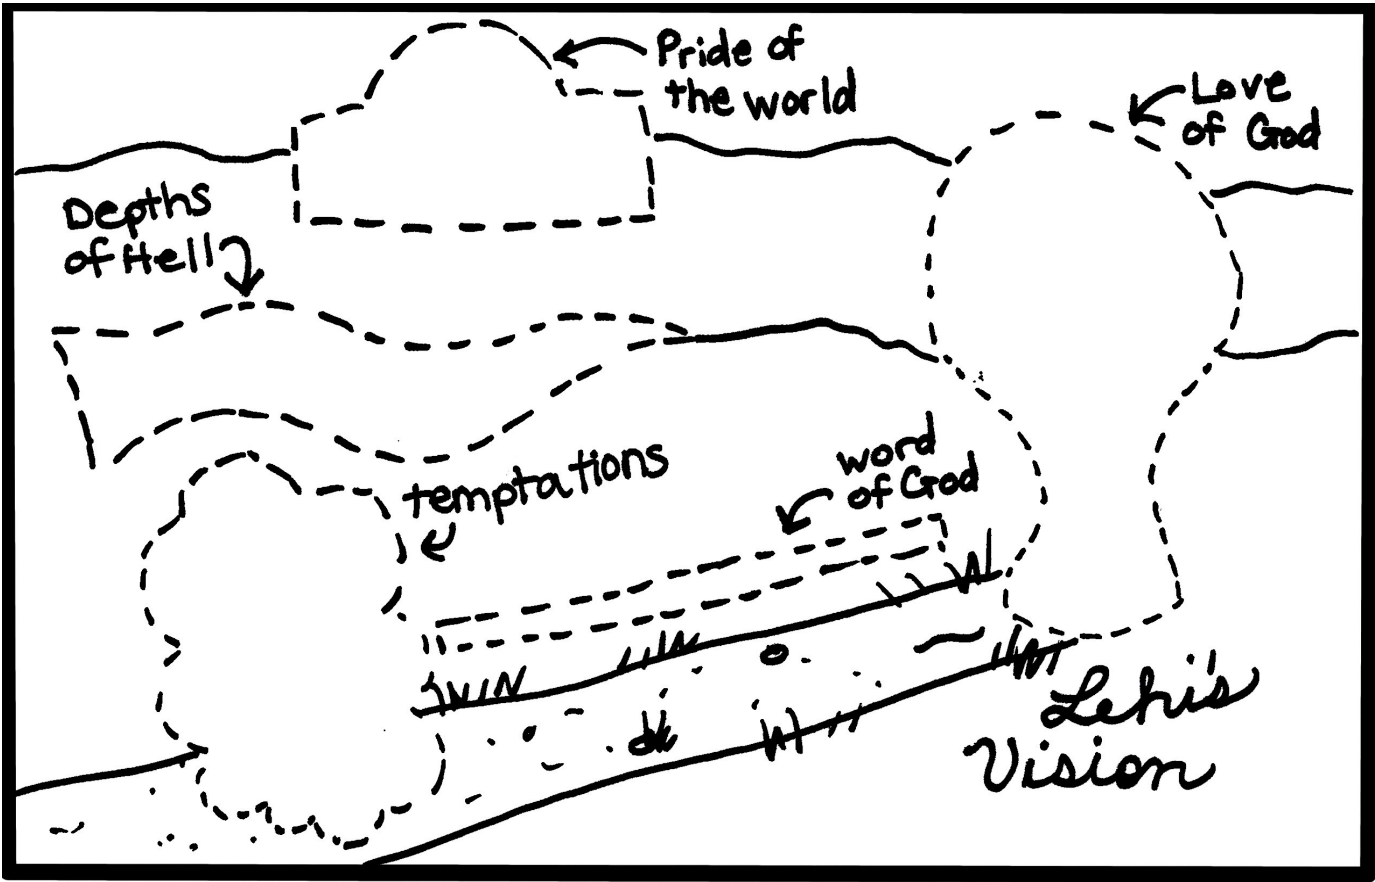 Pride of
the world
Love
of God
Depths
of Hell
temptations
word
of God
Lehi's
Vision